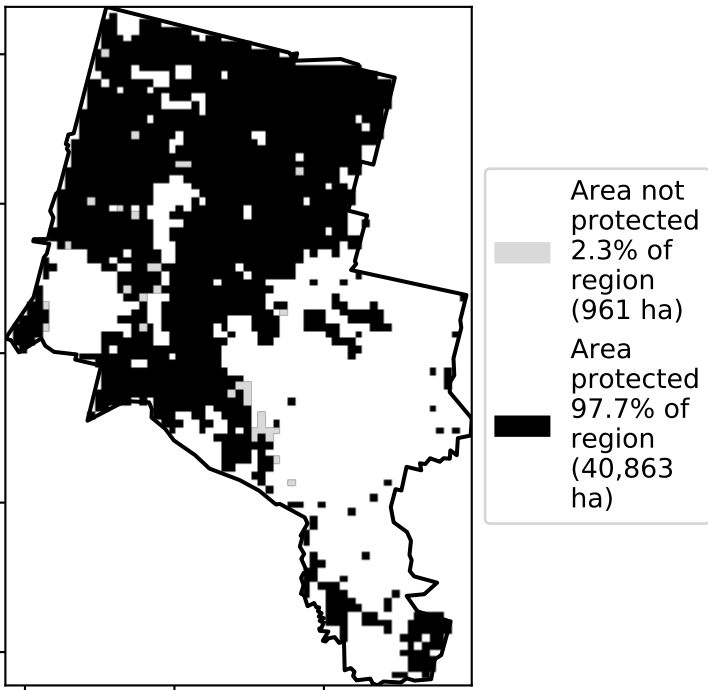 Area not
protected
2.3% of
region
(961 ha)
Area
protected
97.7% of
region
(40,863
ha)